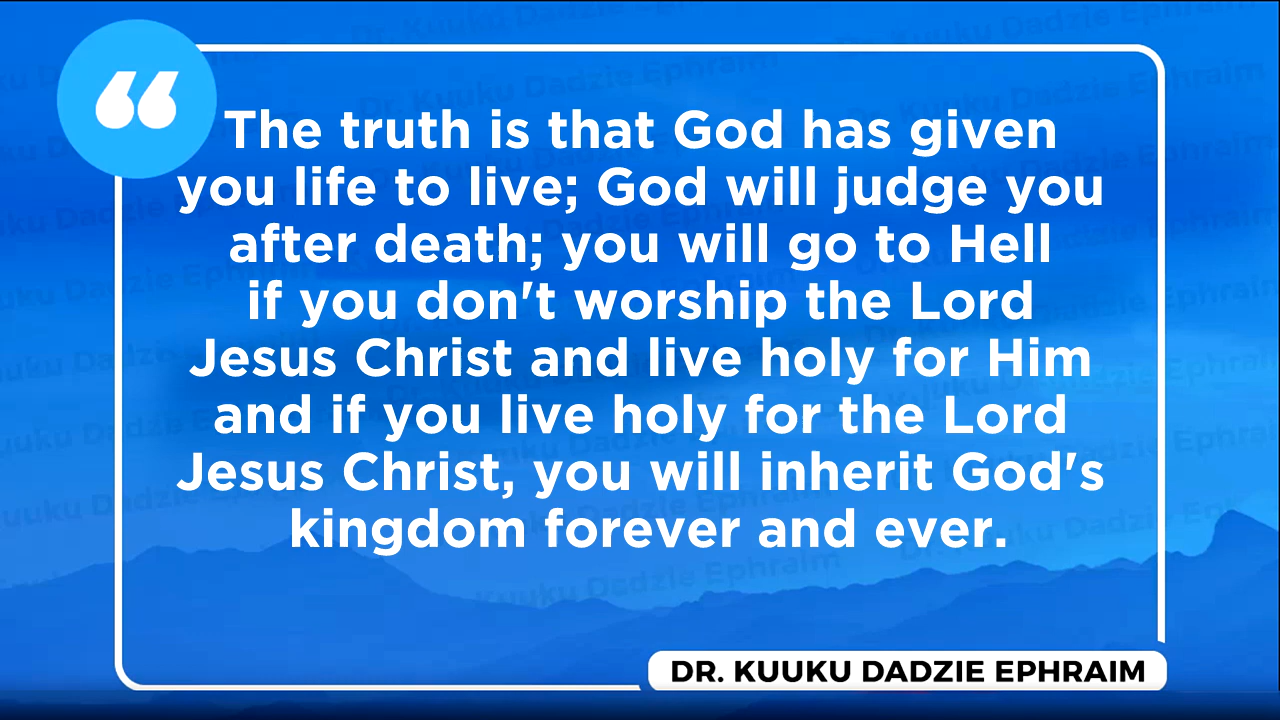 The truth is that God has given
you life to live; God will judge you
after death; you will go to Hell
if you don't worship the Lord
Jesus Christ and live holy for Him
and if you live holy for the Lord
Jesus Christ, you will inherit God's
kingdom forever and ever.
DR. KUUKU DADZIE EPHRAIM